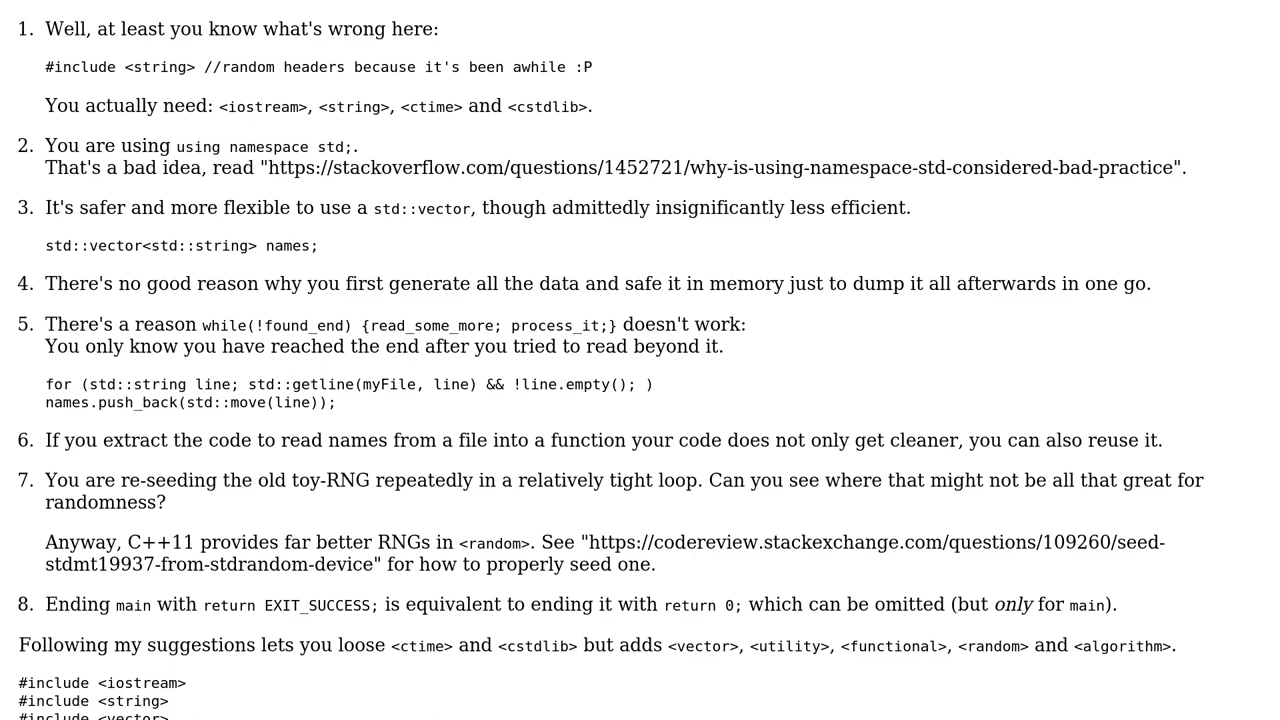 1. Well, at least you know what's wrong here:
#include <string> //random headers because it's been awhile :P
You actually need: <iostream>, <string>, <ctime> and <cstdlib>.
2. You are using using namespace std;.
That's a bad idea, read "https://stackoverflow.com/questions/1452721/why-is-using-namespace-std-considered-bad-practice".
3. It's safer and more flexible to use a std::vector, though admittedly insignificantly less efficient.
std::vector<std::string> names;
4. There's no good reason why you first generate all the data and safe it in memory just to dump it all afterwards in one go.
5. There's a reason while(!found_end) {read_some_more; process_it;} doesn't work:
You only know you have reached the end after you tried to read beyond it.
for (std::string line; std::getline(myFile, line) && !line.empty(); )
names.push_back(std::move(line));
6. If you extract the code to read names from a file into a function your code does not only get cleaner, you can also reuse it.
7. You are re-seeding the old toy-RNG repeatedly in a relatively tight loop. Can you see where that might not be all that great for
randomness?
Anyway, C++11 provides far better RNGs in <random>. See "https://codereview.stackexchange.com/questions/109260/seed-
stdmt19937-from-stdrandom-device" for how to properly seed one.
8. Ending main with return EXIT_SUCCESS; is equivalent to ending it with return 0; which can be omitted (but only for main).
Following my suggestions lets you loose <ctime> and <cstdlib> but adds <vector>, <utility>, <functional>, <random> and <algorithm>.
#include <iostream>
#include <string>
#include <vector>